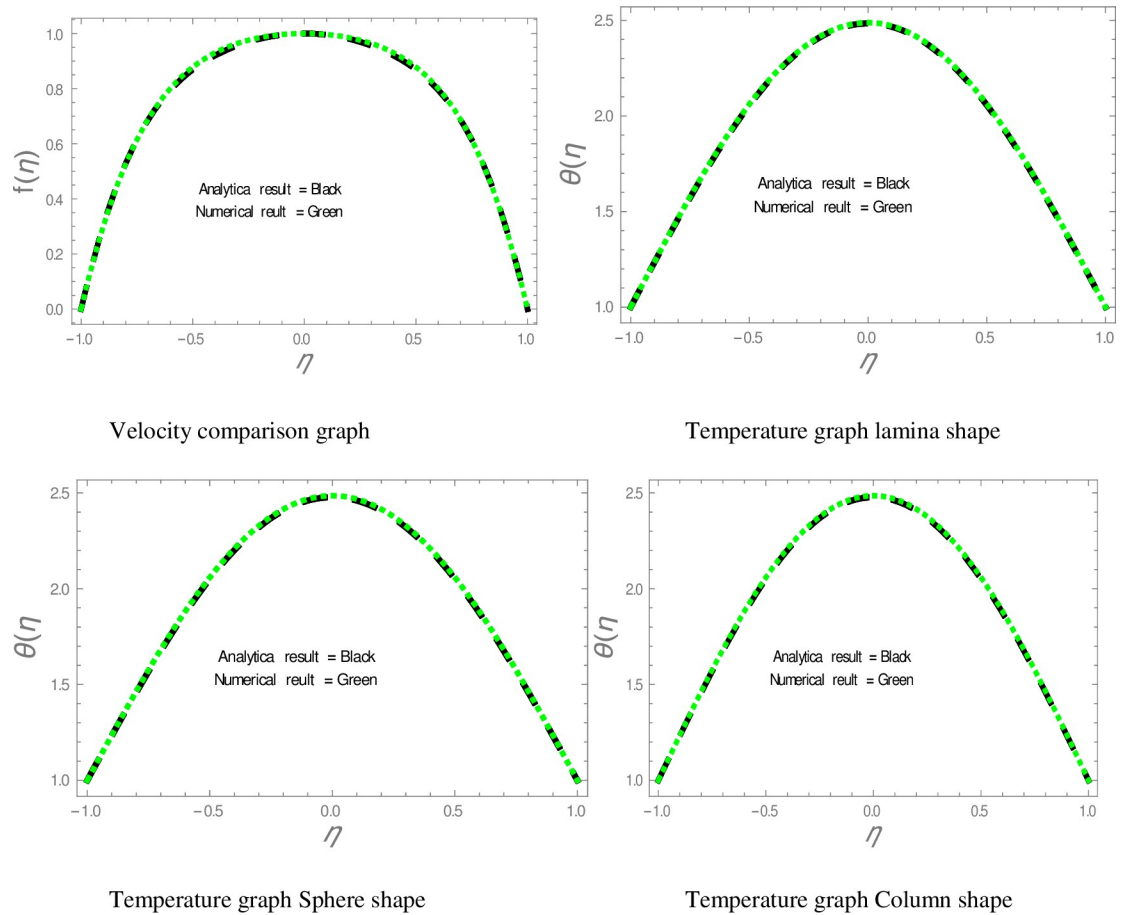 1.0
0.8
0.6
0.4
0.2
0.0
f(η)
Analytica result = Black
Numerical reult = Green
−1.0 −0.5 0.0 0.5 1.0
η
Velocity comparison graph
2.5
2.0
1.5
1.0
θ(η
Analytica result = Black
Numerical reult = Green
−1.0 −0.5 0.0 0.5 1.0
η
Temperature graph lamina shape
2.5
2.0
1.5
1.0
θ(η
Analytica result = Black
Numerical reult = Green
−1.0 −0.5 0.0 0.5 1.0
η
Temperature graph Sphere shape
2.5
2.0
1.5
1.0
θ(η
Analytica result = Black
Numerical reult = Green
−1.0 −0.5 0.0 0.5 1.0
η
Temperature graph Column shape